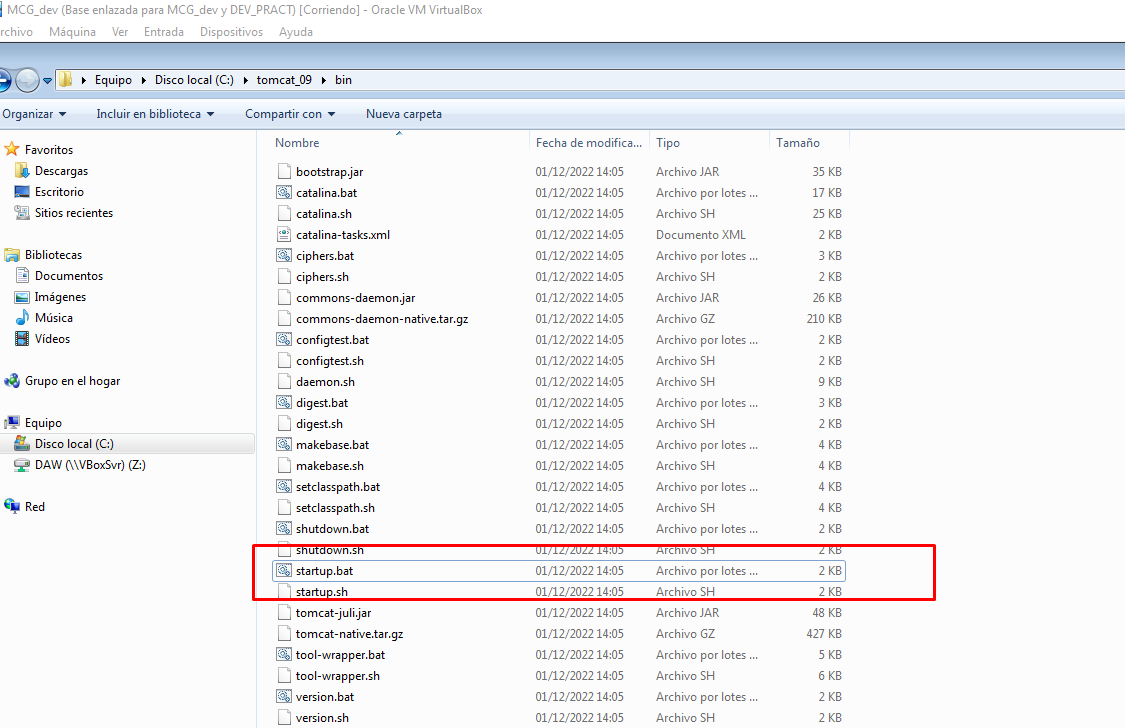 MCG_dev (Base enlazada para MCG_dev y DEV_PRACT) [Corriendo] - Oracle VM VirtualBox
rchivo Máquina Ver Entrada Dispositivos Ayuda
Equipo Disco local (C:) tomcat_09 bin
Organizar Incluir en biblioteca Compartir con Nueva carpeta
Favoritos
Descargas
Escritorio
Sitios recientes
Bibliotecas
Documentos
Imágenes
Música
Vídeos
Grupo en el hogar
Equipo
Disco local (C:)
DAW (\\VBoxSvr) (Z:)
Red
Nombre Fecha de modifica... Tipo Tamaño
bootstrap.jar 01/12/2022 14:05 Archivo JAR 35 KB
catalina.bat 01/12/2022 14:05 Archivo por lotes ... 17 KB
catalina.sh 01/12/2022 14:05 Archivo SH 25 KB
catalina-tasks.xml 01/12/2022 14:05 Documento XML 2 KB
ciphers.bat 01/12/2022 14:05 Archivo por lotes ... 3 KB
ciphers.sh 01/12/2022 14:05 Archivo SH 2 KB
commons-daemon.jar 01/12/2022 14:05 Archivo JAR 26 KB
commons-daemon-native.tar.gz 01/12/2022 14:05 Archivo GZ 210 KB
configtest.bat 01/12/2022 14:05 Archivo por lotes ... 2 KB
configtest.sh 01/12/2022 14:05 Archivo SH 2 KB
daemon.sh 01/12/2022 14:05 Archivo SH 9 KB
digest.bat 01/12/2022 14:05 Archivo por lotes ... 3 KB
digest.sh 01/12/2022 14:05 Archivo SH 2 KB
makebase.bat 01/12/2022 14:05 Archivo por lotes ... 4 KB
makebase.sh 01/12/2022 14:05 Archivo SH 4 KB
setclasspath.bat 01/12/2022 14:05 Archivo por lotes ... 4 KB
setclasspath.sh 01/12/2022 14:05 Archivo SH 4 KB
shutdown.bat 01/12/2022 14:05 Archivo por lotes ... 2 KB
shutdown.sh 01/12/2022 14:05 Archivo SH 2 KB
startup.bat 01/12/2022 14:05 Archivo por lotes ... 2 KB
startup.sh 01/12/2022 14:05 Archivo SH 2 KB
tomcat-juli.jar 01/12/2022 14:05 Archivo JAR 48 KB
tomcat-native.tar.gz 01/12/2022 14:05 Archivo GZ 427 KB
tool-wrapper.bat 01/12/2022 14:05 Archivo por lotes ... 5 KB
tool-wrapper.sh 01/12/2022 14:05 Archivo SH 6 KB
version.bat 01/12/2022 14:05 Archivo por lotes ... 2 KB
version.sh 01/12/2022 14:05 Archivo SH 2 KB